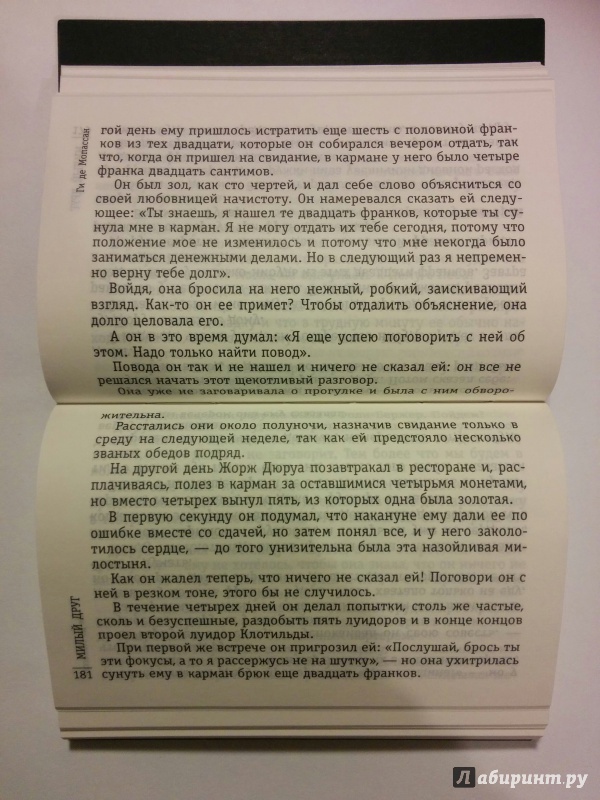 Ги де Мопассан
гой день ему пришлось истратить еще шесть с половиной фран-
ков из тех двадцати, которые он собирался вечером отдать, так
что, когда он пришел на свидание, в кармане у него было четыре
франка двадцать сантимов.
Он был зол, как сто чертей, и дал себе слово объясниться со
своей любовницей начистоту. Он намеревался сказать ей следу-
ющее: «Ты знаешь, я нашел те двадцать франков, которые ты су-
нула мне в карман. Я не могу отдать их тебе сегодня, потому что
положение мое не изменилось и потому что мне некогда было
заниматься денежными делами. Но в следующий раз я непремен-
но верну тебе долг».
Войдя, она бросила на него нежный, робкий, заискивающий
взгляд. Как-то он ее примет? Чтобы отдалить объяснение, она
долго целовала его.
А он в это время думал: «Я еще успею поговорить с ней об
этом. Надо только найти повод».
Повода он так и не нашел и ничего не сказал ей: он все не
решался начать этот щекотливый разговор.
Она уже не заговаривала о прогулке и была с ним обворо-
жительна.
Расстались они около полуночи, назначив свидание только в
среду на следующей неделе, так как ей предстояло несколько
званых обедов подряд.
На другой день Жорж Дюруа позавтракал в ресторане и, рас-
плачиваясь, полез в карман за оставшимися четырьмя монетами,
но вместо четырех вынул пять, из которых одна была золотая.
В первую секунду он подумал, что накануне ему дали ее по
ошибке вместе со сдачей, но затем понял все, и у него заколо-
тилось сердце, — до того унизительна была эта назойливая ми-
лостыня.
Как он жалел теперь, что ничего не сказал ей! Поговори он с
ней в резком тоне, этого бы не случилось.
В течение четырех дней он делал попытки, столь же частые,
сколь и безуспешные, раздобыть пять луидоров и в конце концов
проел второй луидор Клотильды.
При первой же встрече он пригрозил ей: «Послушай, брось ты
эти фокусы, а то я рассержусь не на шутку», — но она ухитрилась
сунуть ему в карман брюк еще двадцать франков.
МИЛЫЙ ДРУГ
181
Лабиринт.ру